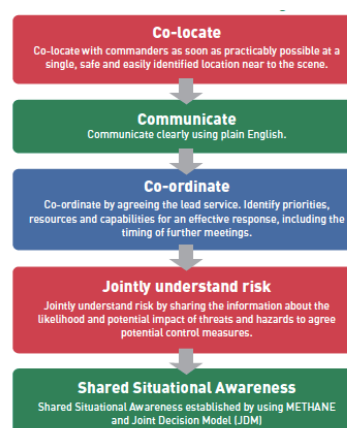 Co-locate
Co-locate with commanders as soon as practicably possible at a
single, safe and easily identified location near to the scene.
Communicate
Communicate clearly using plain English.
Co-ordinate
Co-ordinate by agreeing the lead service. Identify priorities,
resources and capabilities for an effective response, including the
timing of further meetings.
Jointly understand risk
Jointly understand risk by sharing the information about the
likelihood and potential impact of threats and hazards to agree
potential control measures.
Shared Situational Awareness
Shared Situational Awareness established by using METHANE
and Joint Decision Model (JDM)